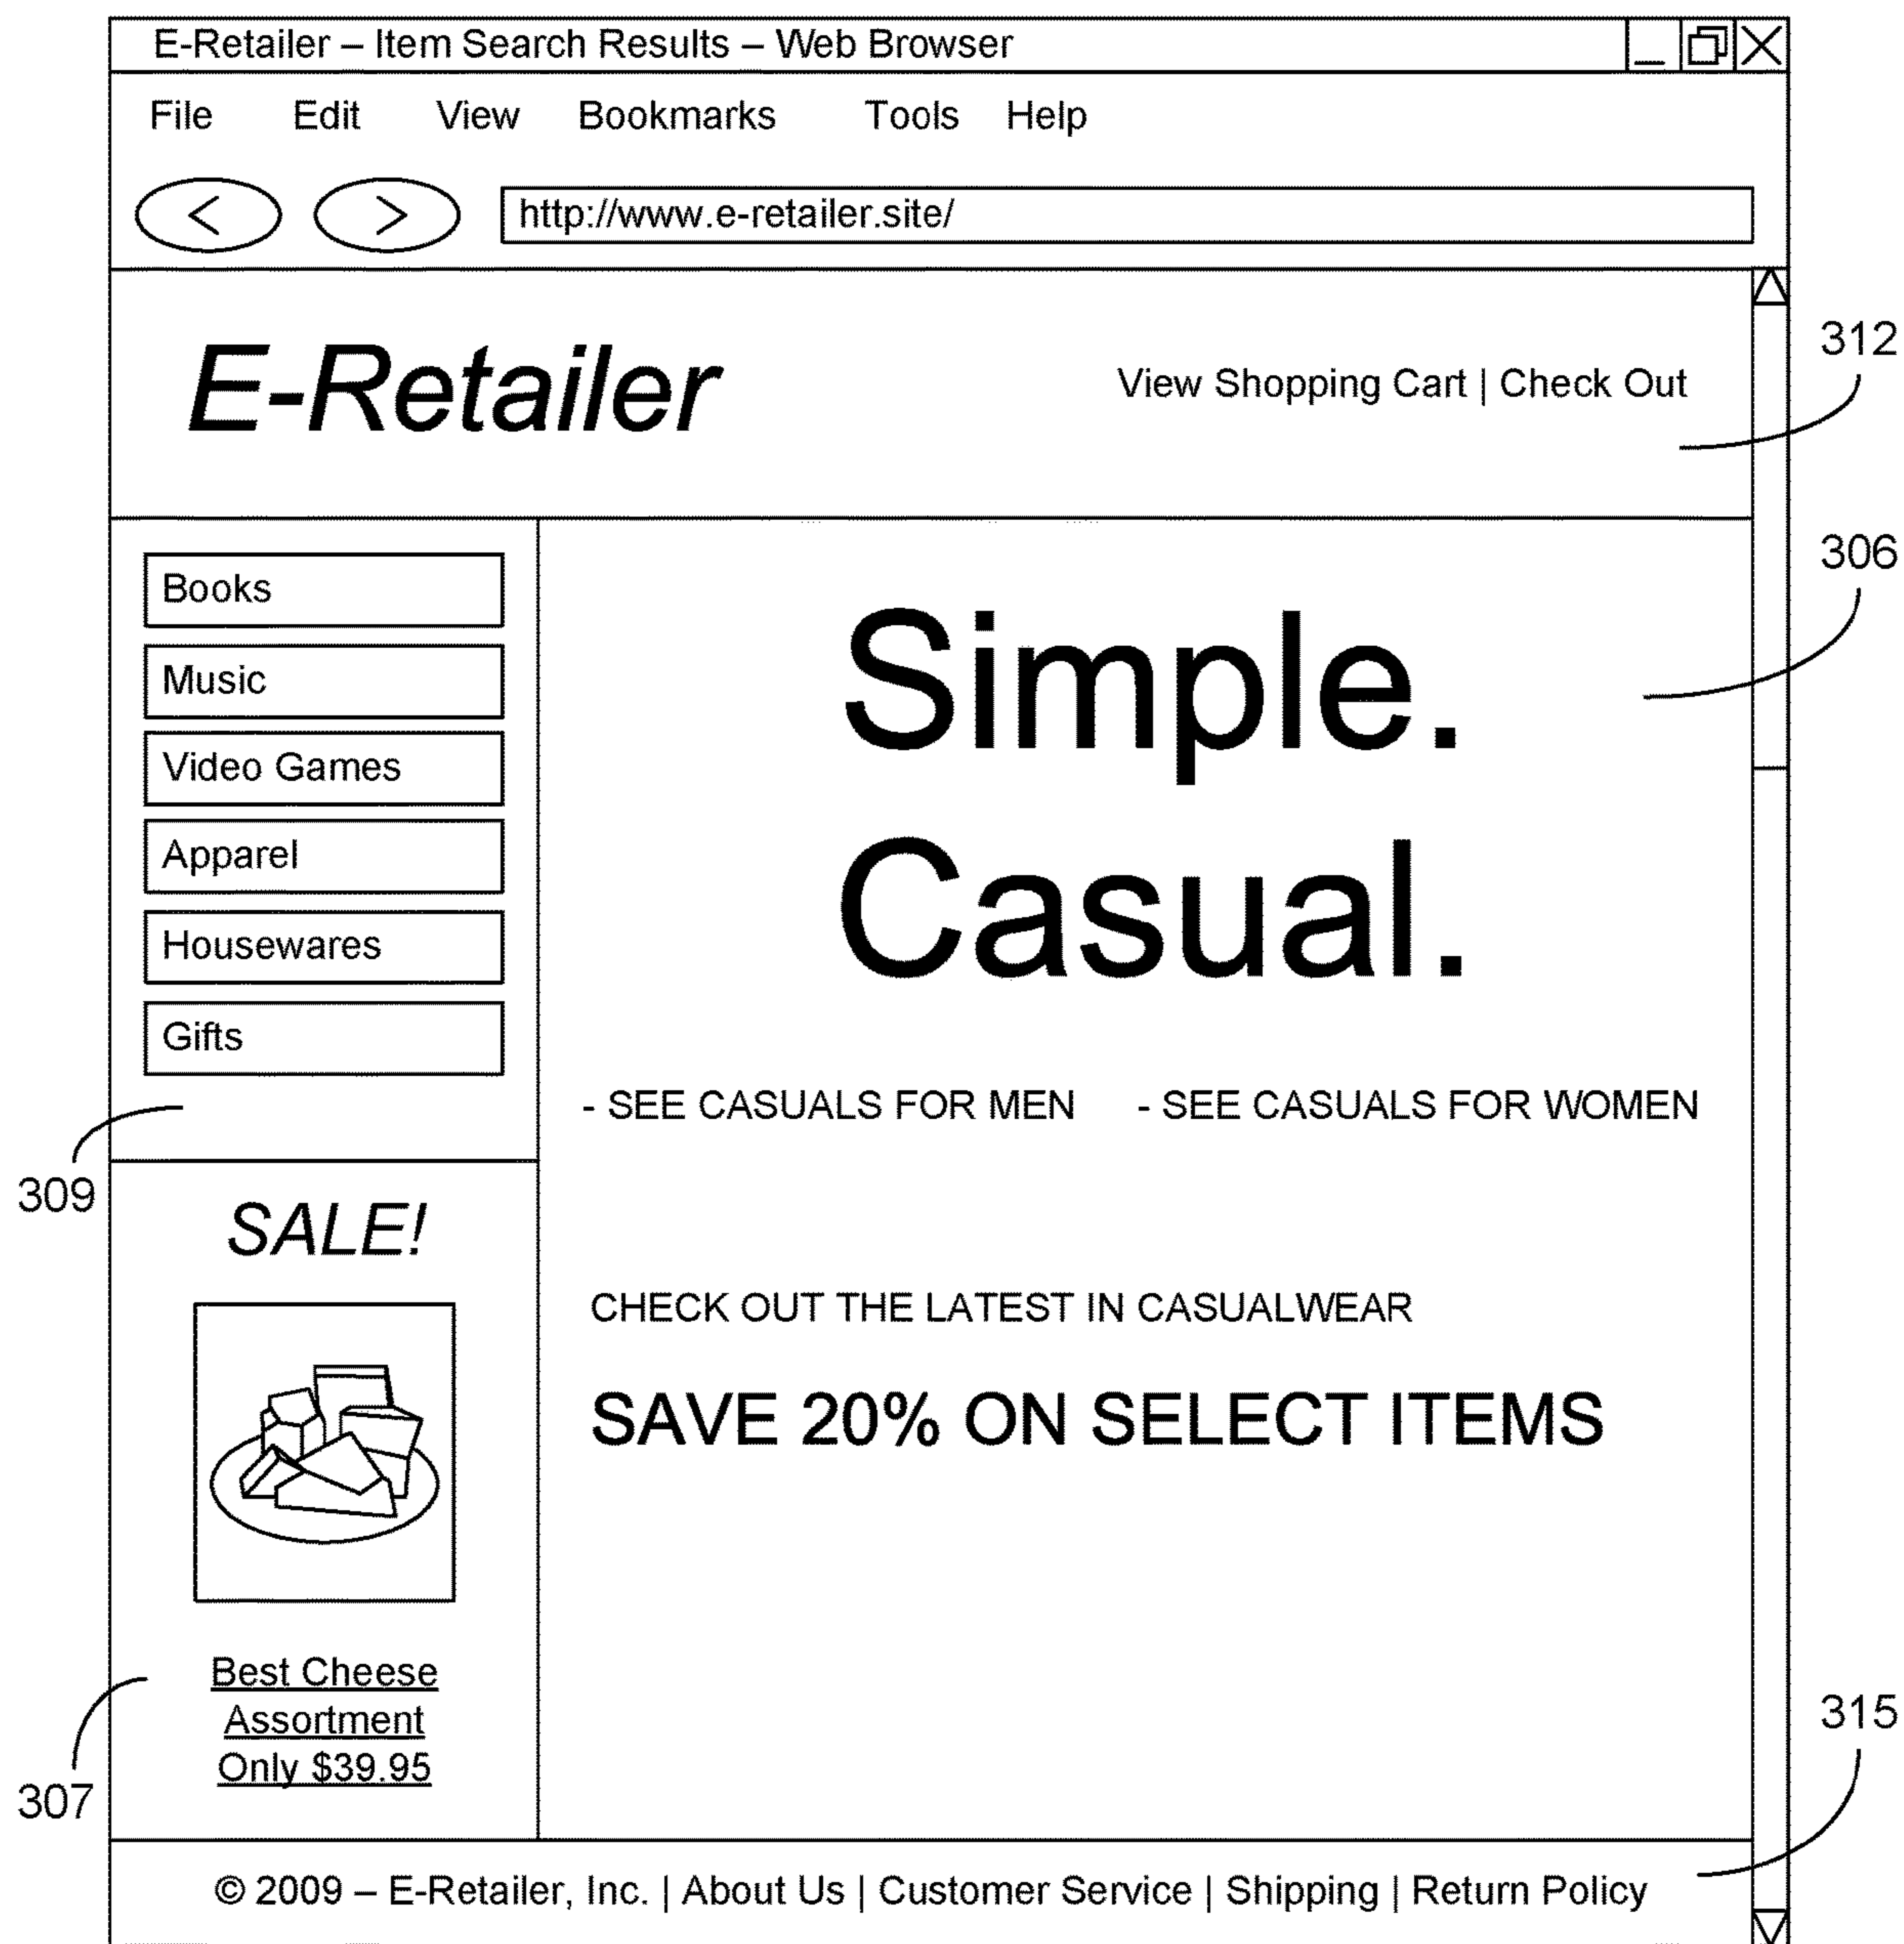 E-Retailer – Item Search Results – Web Browser
File Edit View Bookmarks Tools Help
< >
http://www.e-retailer.site/
E-Retailer
View Shopping Cart | Check Out
312
306
Books
Music
Video Games
Apparel
Housewares
Gifts
309
Simple.
Casual.
- SEE CASUALS FOR MEN - SEE CASUALS FOR WOMEN
CHECK OUT THE LATEST IN CASUALWEAR
SAVE 20% ON SELECT ITEMS
SALE!
Best Cheese
Assortment
Only $39.95
307
315
© 2009 – E-Retailer, Inc. | About Us | Customer Service | Shipping | Return Policy